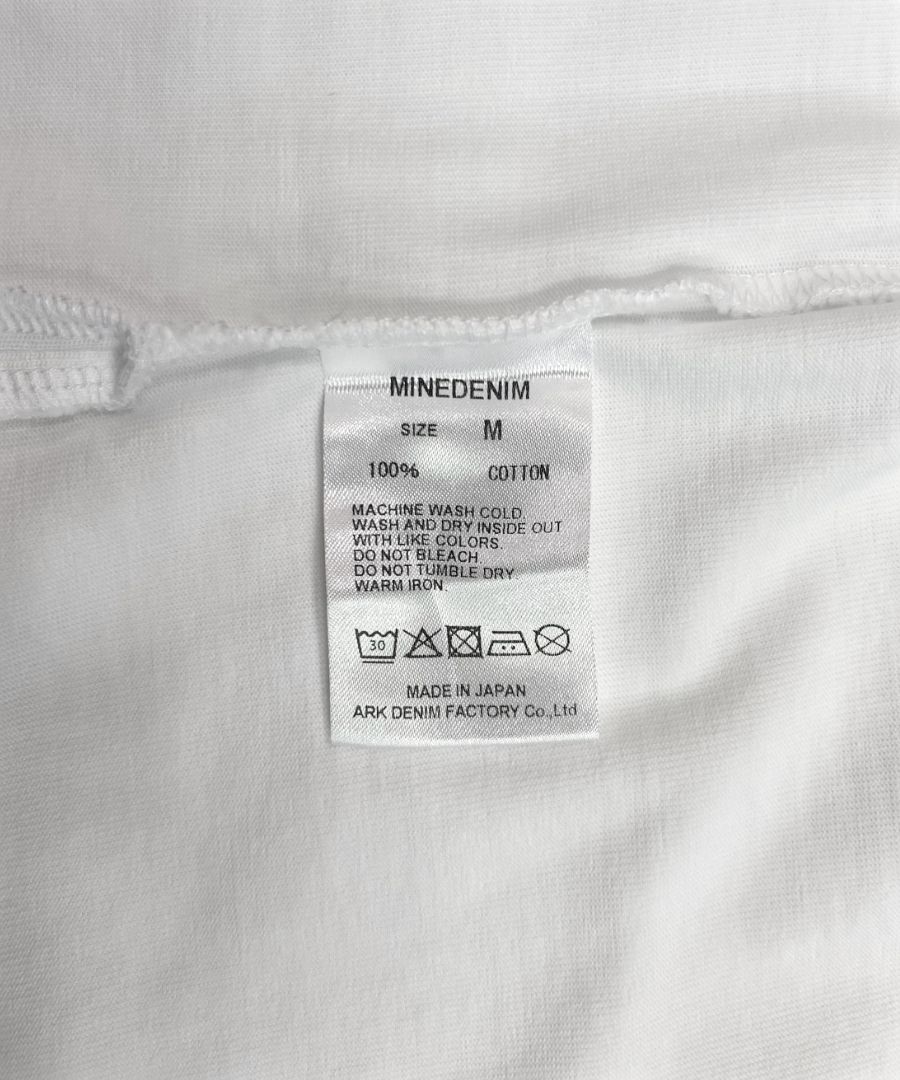 MINEDENIM
SIZE M
100% COTTON
MACHINE WASH COLD.
WASH AND DRY INSIDE OUT
WITH LIKE COLORS.
DO NOT BLEACH.
DO NOT TUMBLE DRY.
WARM IRON.
30
MADE IN JAPAN
ARK DENIM FACTORY Co.,Ltd